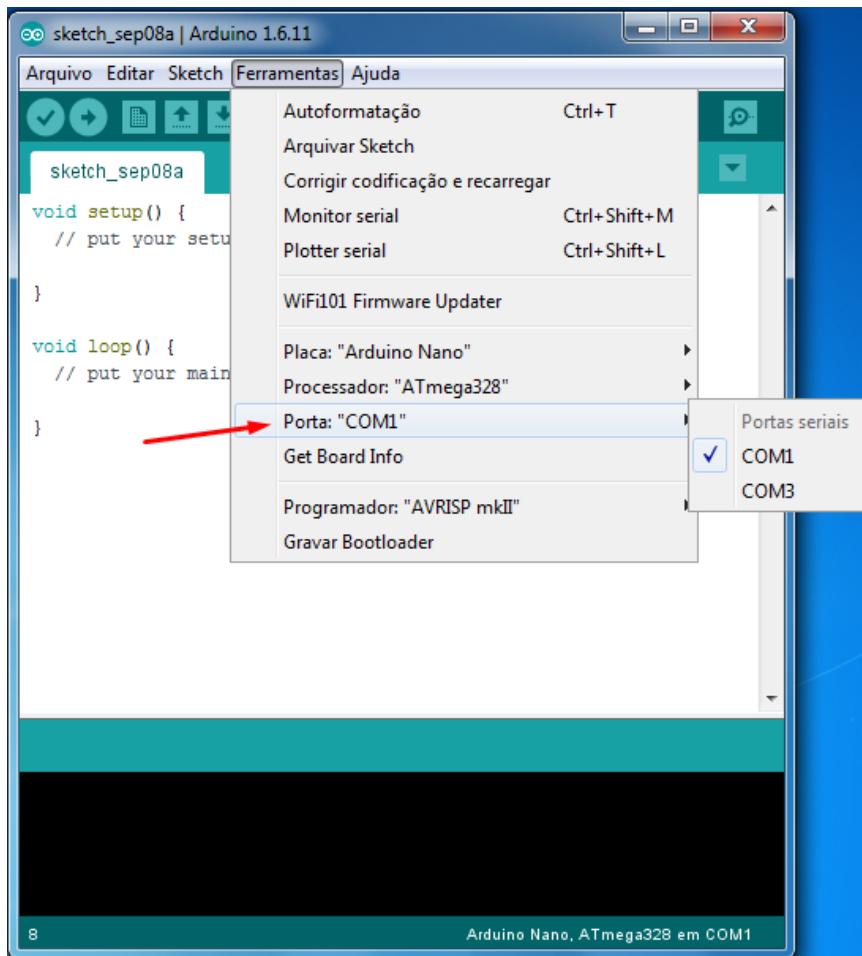 sketch_sep08a | Arduino 1.6.11
Arquivo Editar Sketch Ferramentas Ajuda
Autoformatação Ctrl+T
Arquivar Sketch
sketch_sep08a
Corrigir codificação e recarregar
void setup() {
Monitor serial Ctrl+Shift+M
// put your setu
Plotter serial Ctrl+Shift+L
}
WiFi101 Firmware Updater
void loop() {
Placa: "Arduino Nano"
// put your main
Processador: "ATmega328"
Porta: "COM1"
Portas seriais
}
Get Board Info
COM1
COM3
Programador: "AVRISP mkII"
Gravar Bootloader
8 Arduino Nano, ATmega328 em COM1